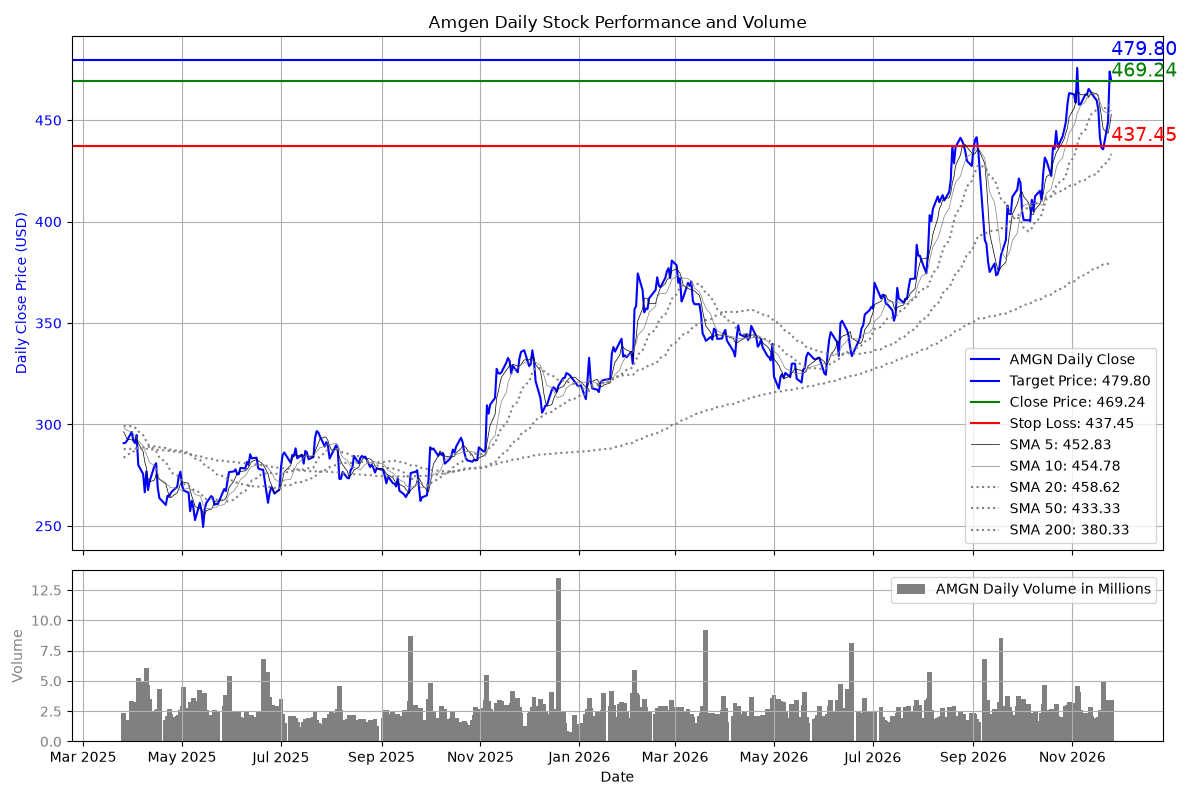 Amgen Daily Stock Performance and Volume
479.80
469.24
437.45
450
400
350
300
250
Daily Close Price (USD)
AMGN Daily Close
Target Price: 479.80
Close Price: 469.24
Stop Loss: 437.45
SMA 5: 452.83
SMA 10: 454.78
SMA 20: 458.62
SMA 50: 433.33
SMA 200: 380.33
12.5
10.0
7.5
5.0
2.5
0.0
Volume
AMGN Daily Volume in Millions
Mar 2025 May 2025 Jul 2025 Sep 2025 Nov 2025 Jan 2026 Mar 2026 May 2026 Jul 2026 Sep 2026 Nov 2026
Date